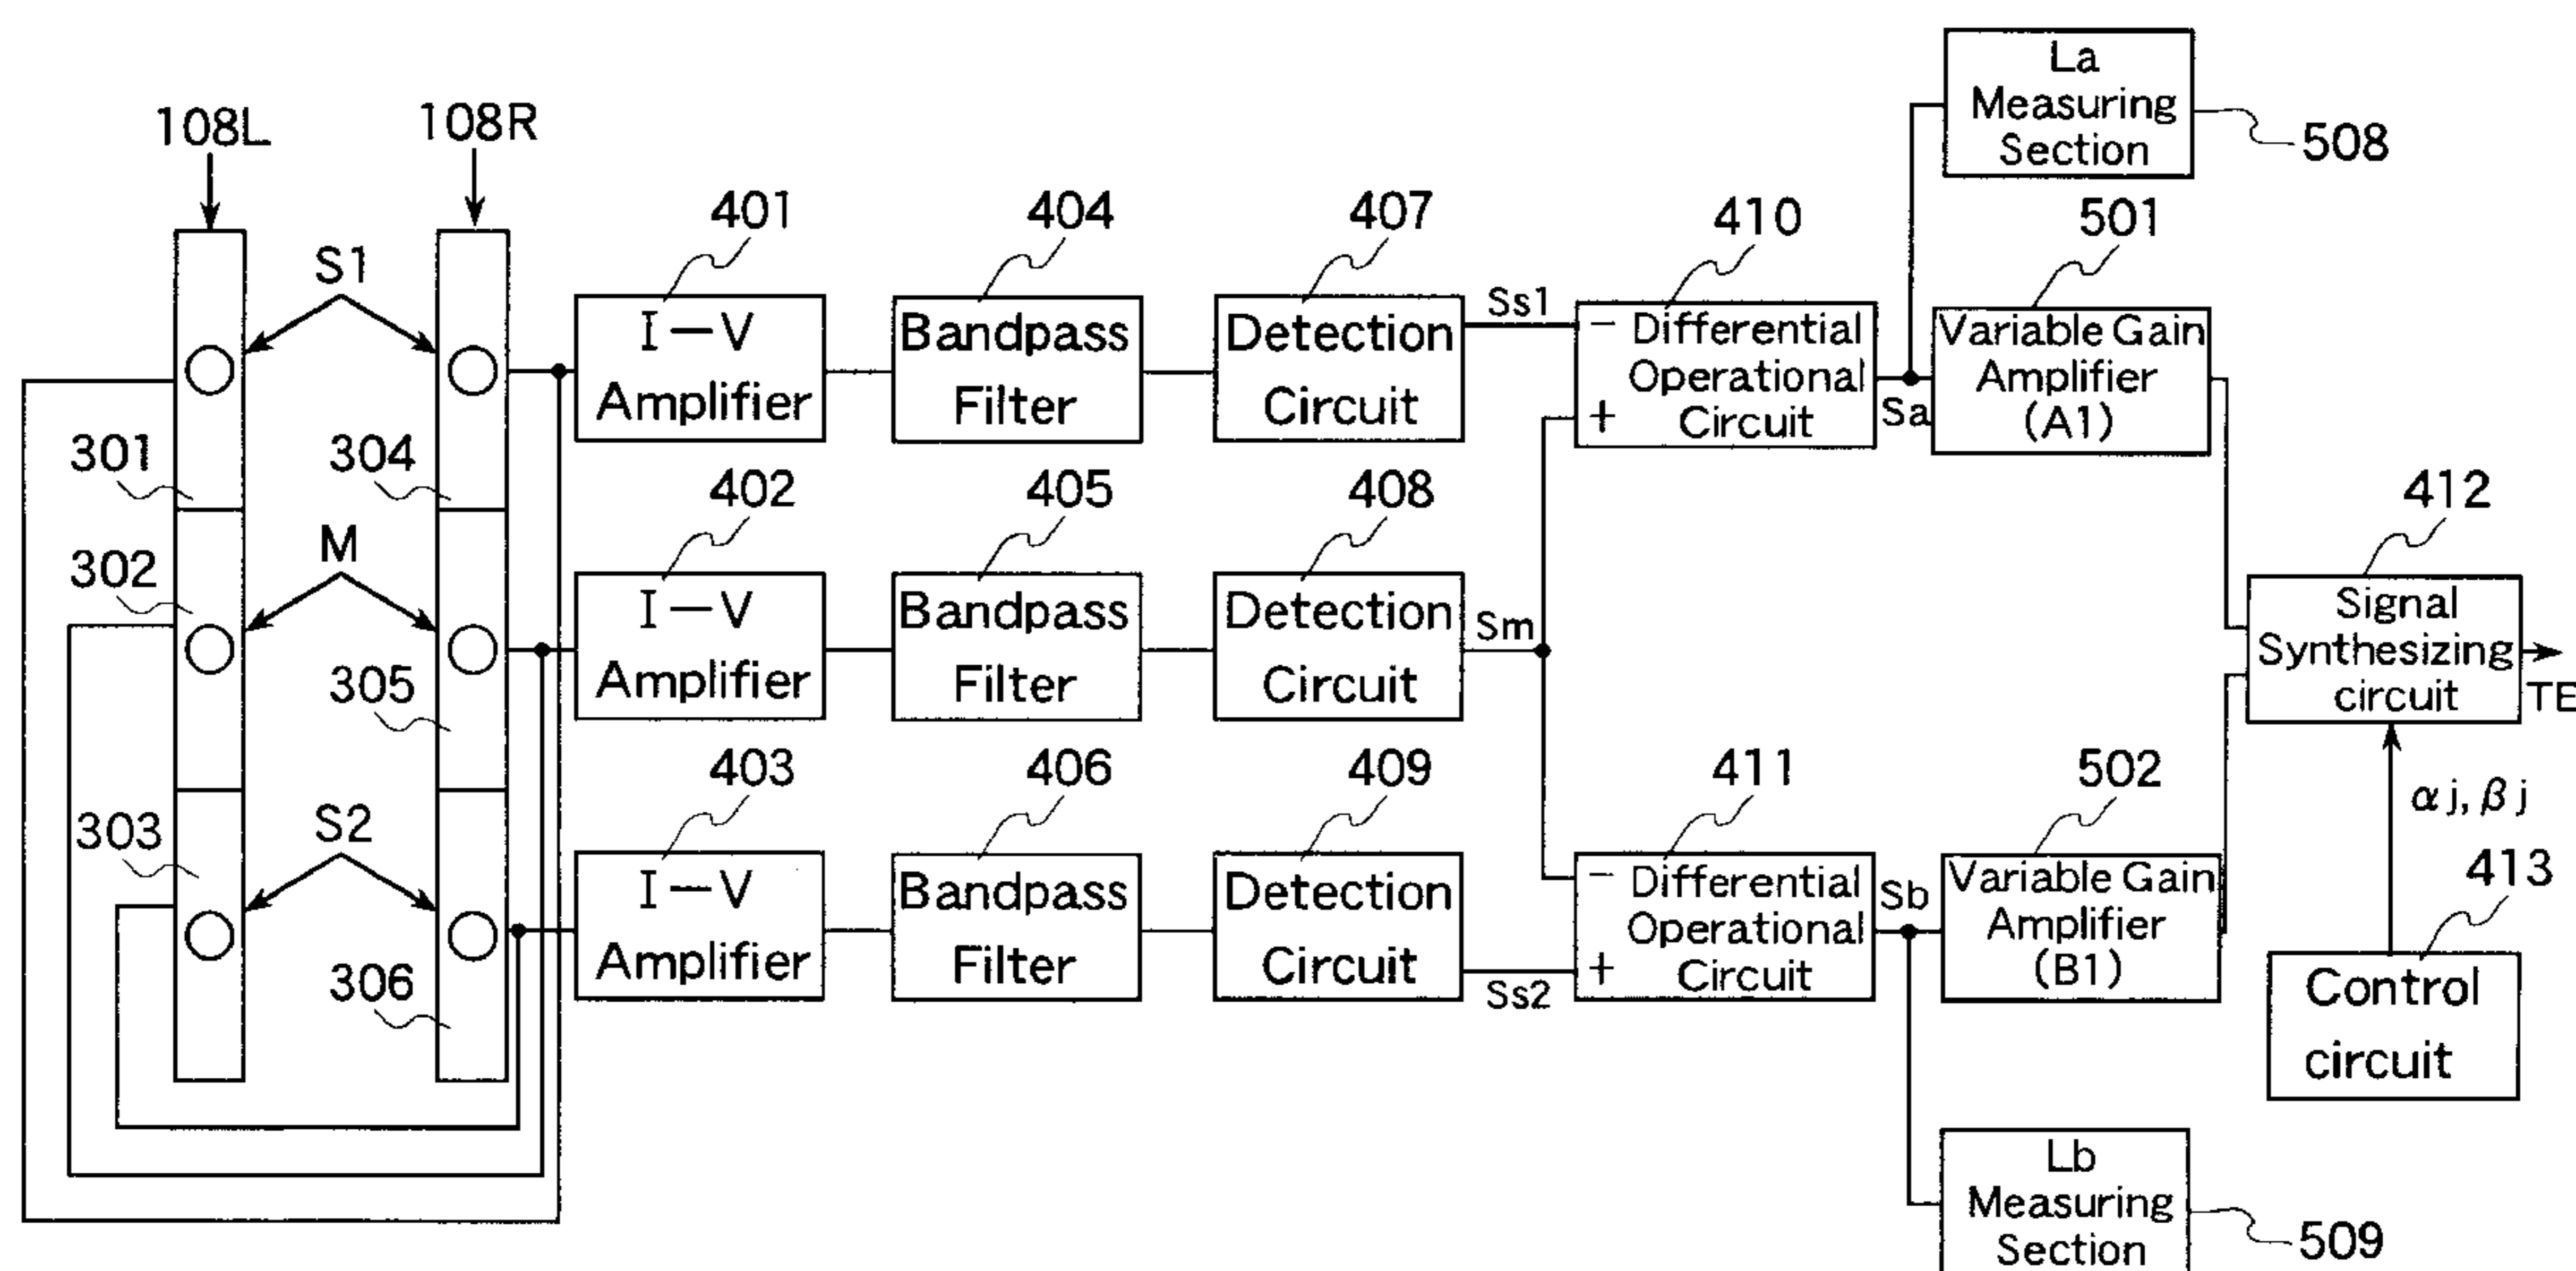 La
Measuring
Section
508
108L
108R
401
404
407
410
501
S1
I−V
Amplifier
Bandpass
Filter
Detection
Circuit
Ss1
− Differential
Operational
+ Circuit
Sa
Variable Gain
Amplifier
(A1)
301
304
402
405
408
412
M
302
I−V
Amplifier
Bandpass
Filter
Detection
Circuit
Sm
Signal
Synthesizing
circuit
TE
305
403
406
409
411
502
αj, βj
303
S2
I−V
Amplifier
Bandpass
Filter
Detection
Circuit
Ss2
− Differential
Operational
+ Circuit
Sb
Variable Gain
Amplifier
(B1)
413
Control
circuit
306
Lb
Measuring
Section
509